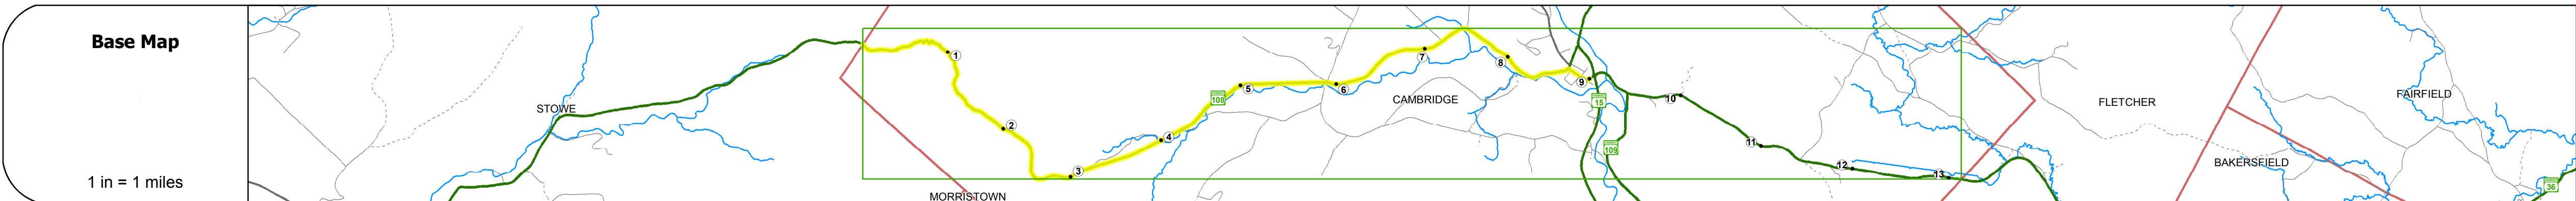 Base Map
1 in = 1 miles
STOWE
MORRISTOWN
1
2
3
4
108
5
6
7
CAMBRIDGE
8
9
15
109
10
11
12
13
FLETCHER
BAKERSFIELD
FAIRFIELD
36